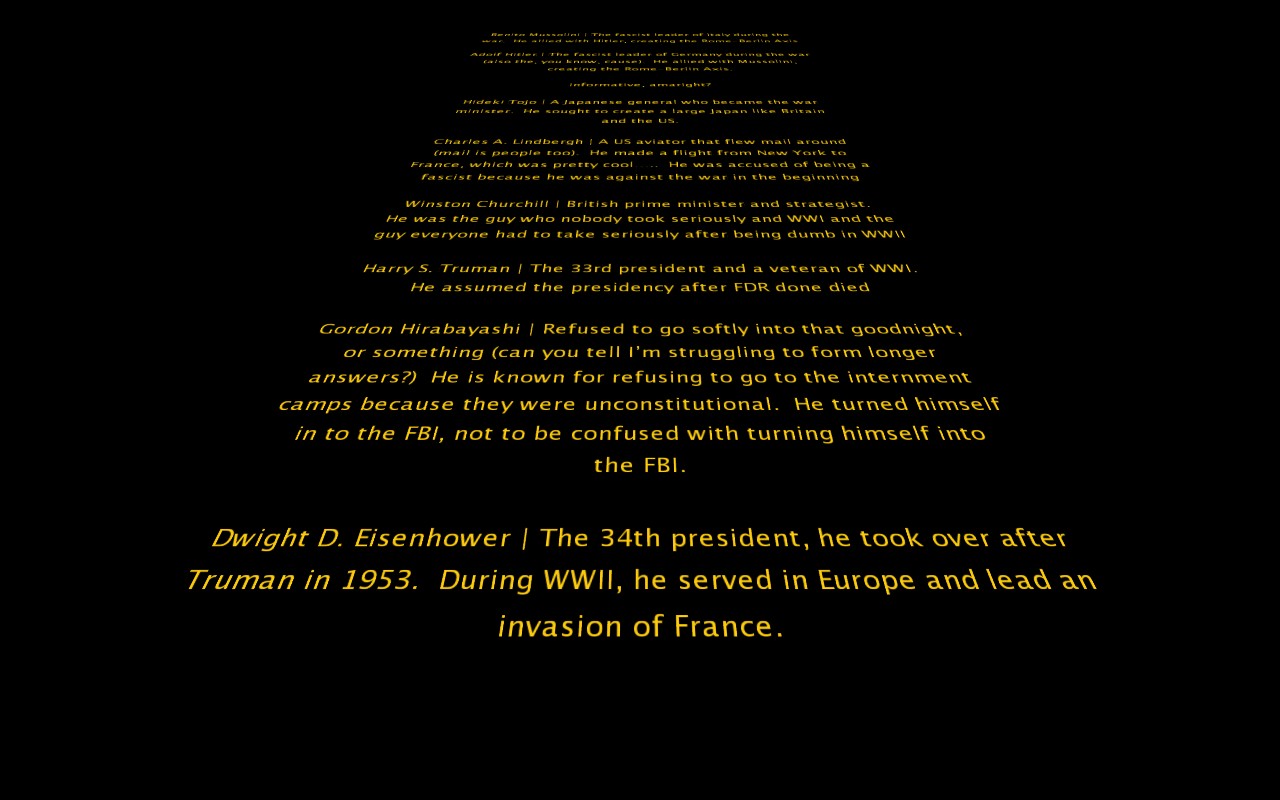 Benito Mussolini | The fascist leader of Italy during the
war. He allied with Hitler, creating the Rome Berlin Axis.
Adolf Hitler | The fascist leader of Germany during the war
(also the, you know, cause). He allied with Mussolini,
creating the Rome Berlin Axis.
informative, amaright?
Hideki Tojo | A Japanese general who became the war
minister. He sought to create a large Japan like Britain
and the US.
Charles A. Lindbergh | A US aviator that flew mail around
(mail is people too). He made a flight from New York to
France, which was pretty cool .... He was accused of being a
fascist because he was against the war in the beginning
Winston Churchill | British prime minister and strategist.
He was the guy who nobody took seriously and WWI and the
guy everyone had to take seriously after being dumb in WWII
Harry S. Truman | The 33rd president and a veteran of WWI.
He assumed the presidency after FDR done died
Gordon Hirabayashi | Refused to go softly into that goodnight,
or something (can you tell I'm struggling to form longer
answers?) He is known for refusing to go to the internment
camps because they were unconstitutional. He turned himself
in to the FBI, not to be confused with turning himself into
the FBI.
Dwight D. Eisenhower | The 34th president, he took over after
Truman in 1953. During WWII, he served in Europe and lead an
invasion of France.